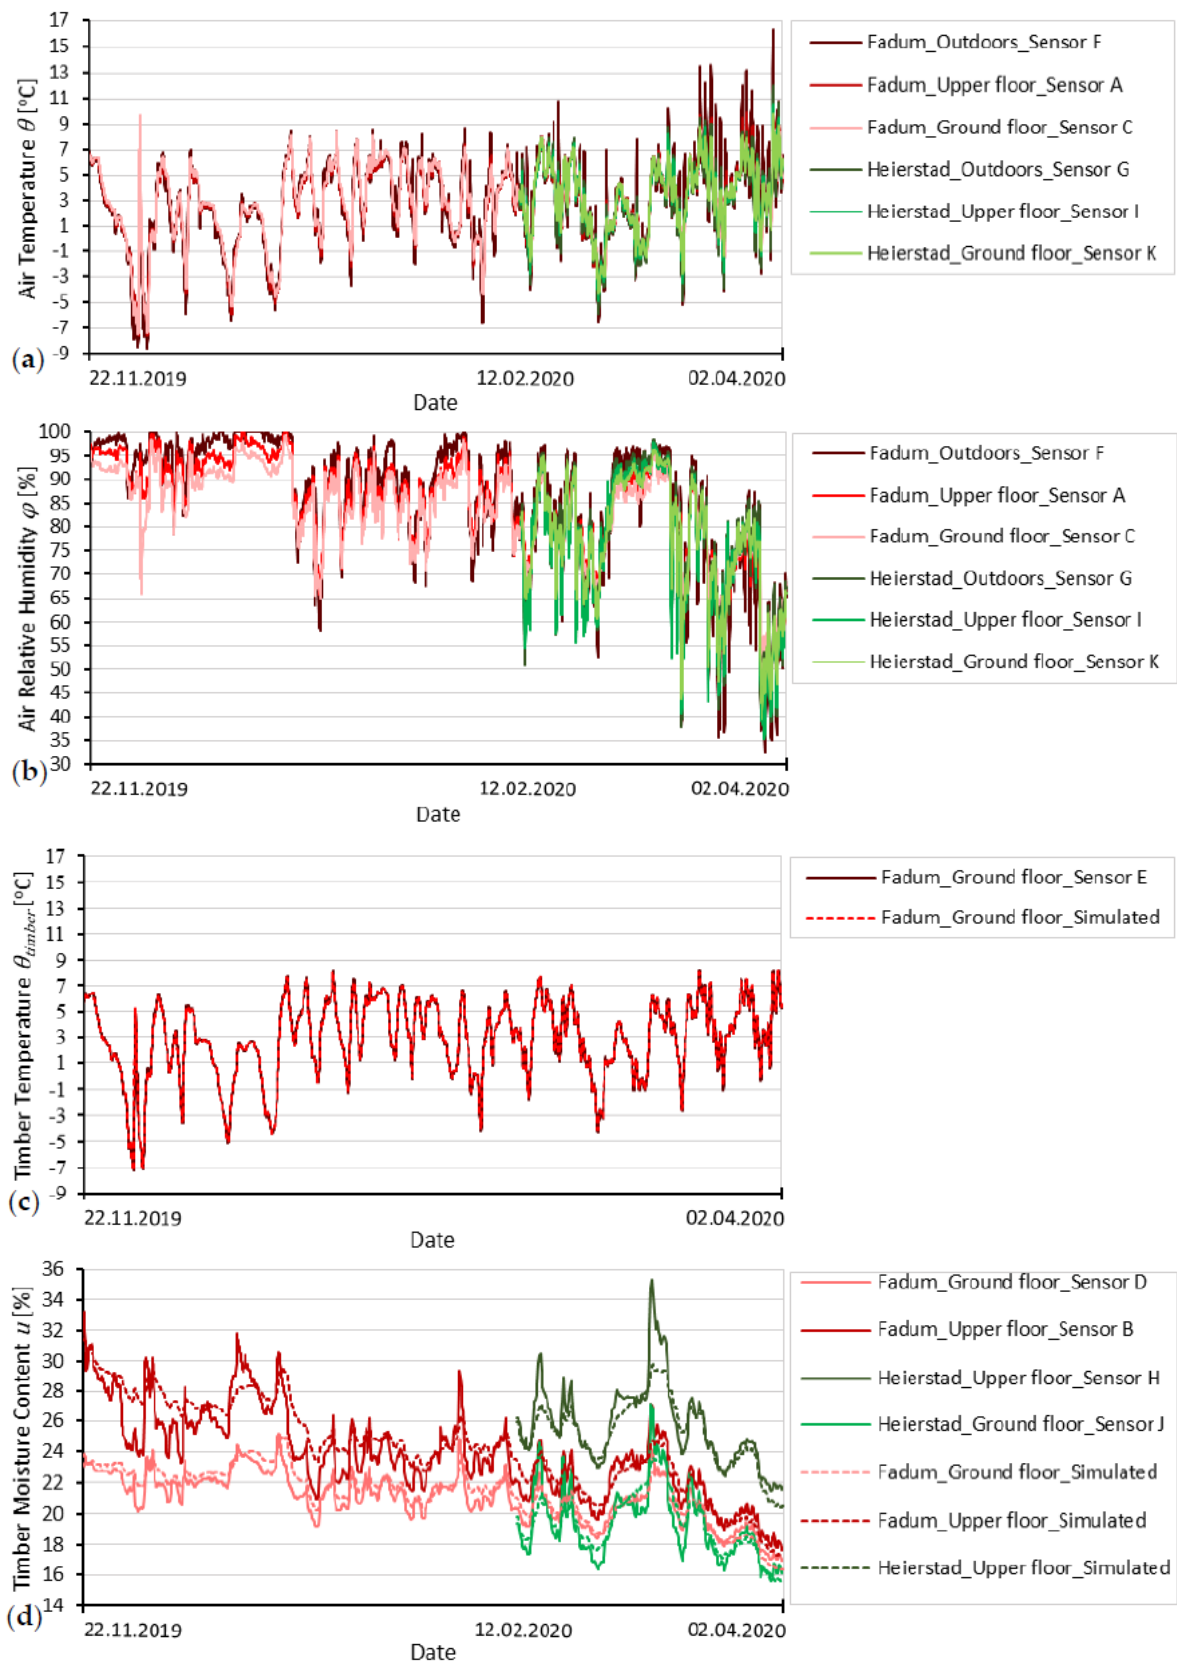 17
15
13
11
9
7
5
3
1
-1
-3
-5
-7
-9
Air Temperature θ [°C]
(a)
22.11.2019
12.02.2020
02.04.2020
Date
Fadum_Outdoors_Sensor F
Fadum_Upper floor_Sensor A
Fadum_Ground floor_Sensor C
Heierstad_Outdoors_Sensor G
Heierstad_Upper floor_Sensor I
Heierstad_Ground floor_Sensor K
100
95
90
85
80
75
70
65
60
55
50
45
40
35
30
Air Relative Humidity φ [%]
(b)
22.11.2019
12.02.2020
02.04.2020
Date
Fadum_Outdoors_Sensor F
Fadum_Upper floor_Sensor A
Fadum_Ground floor_Sensor C
Heierstad_Outdoors_Sensor G
Heierstad_Upper floor_Sensor I
Heierstad_Ground floor_Sensor K
17
15
13
11
9
7
5
3
1
-1
-3
-5
-7
-9
Timber Temperature θtimber [°C]
(c)
22.11.2019
02.04.2020
Date
Fadum_Ground floor_Sensor E
Fadum_Ground floor_Simulated
36
34
32
30
28
26
24
22
20
18
16
14
Timber Moisture Content u [%]
(d)
22.11.2019
12.02.2020
02.04.2020
Date
Fadum_Ground floor_Sensor D
Fadum_Upper floor_Sensor B
Heierstad_Upper floor_Sensor H
Heierstad_Ground floor_Sensor J
Fadum_Ground floor_Simulated
Fadum_Upper floor_Simulated
Heierstad_Upper floor_Simulated